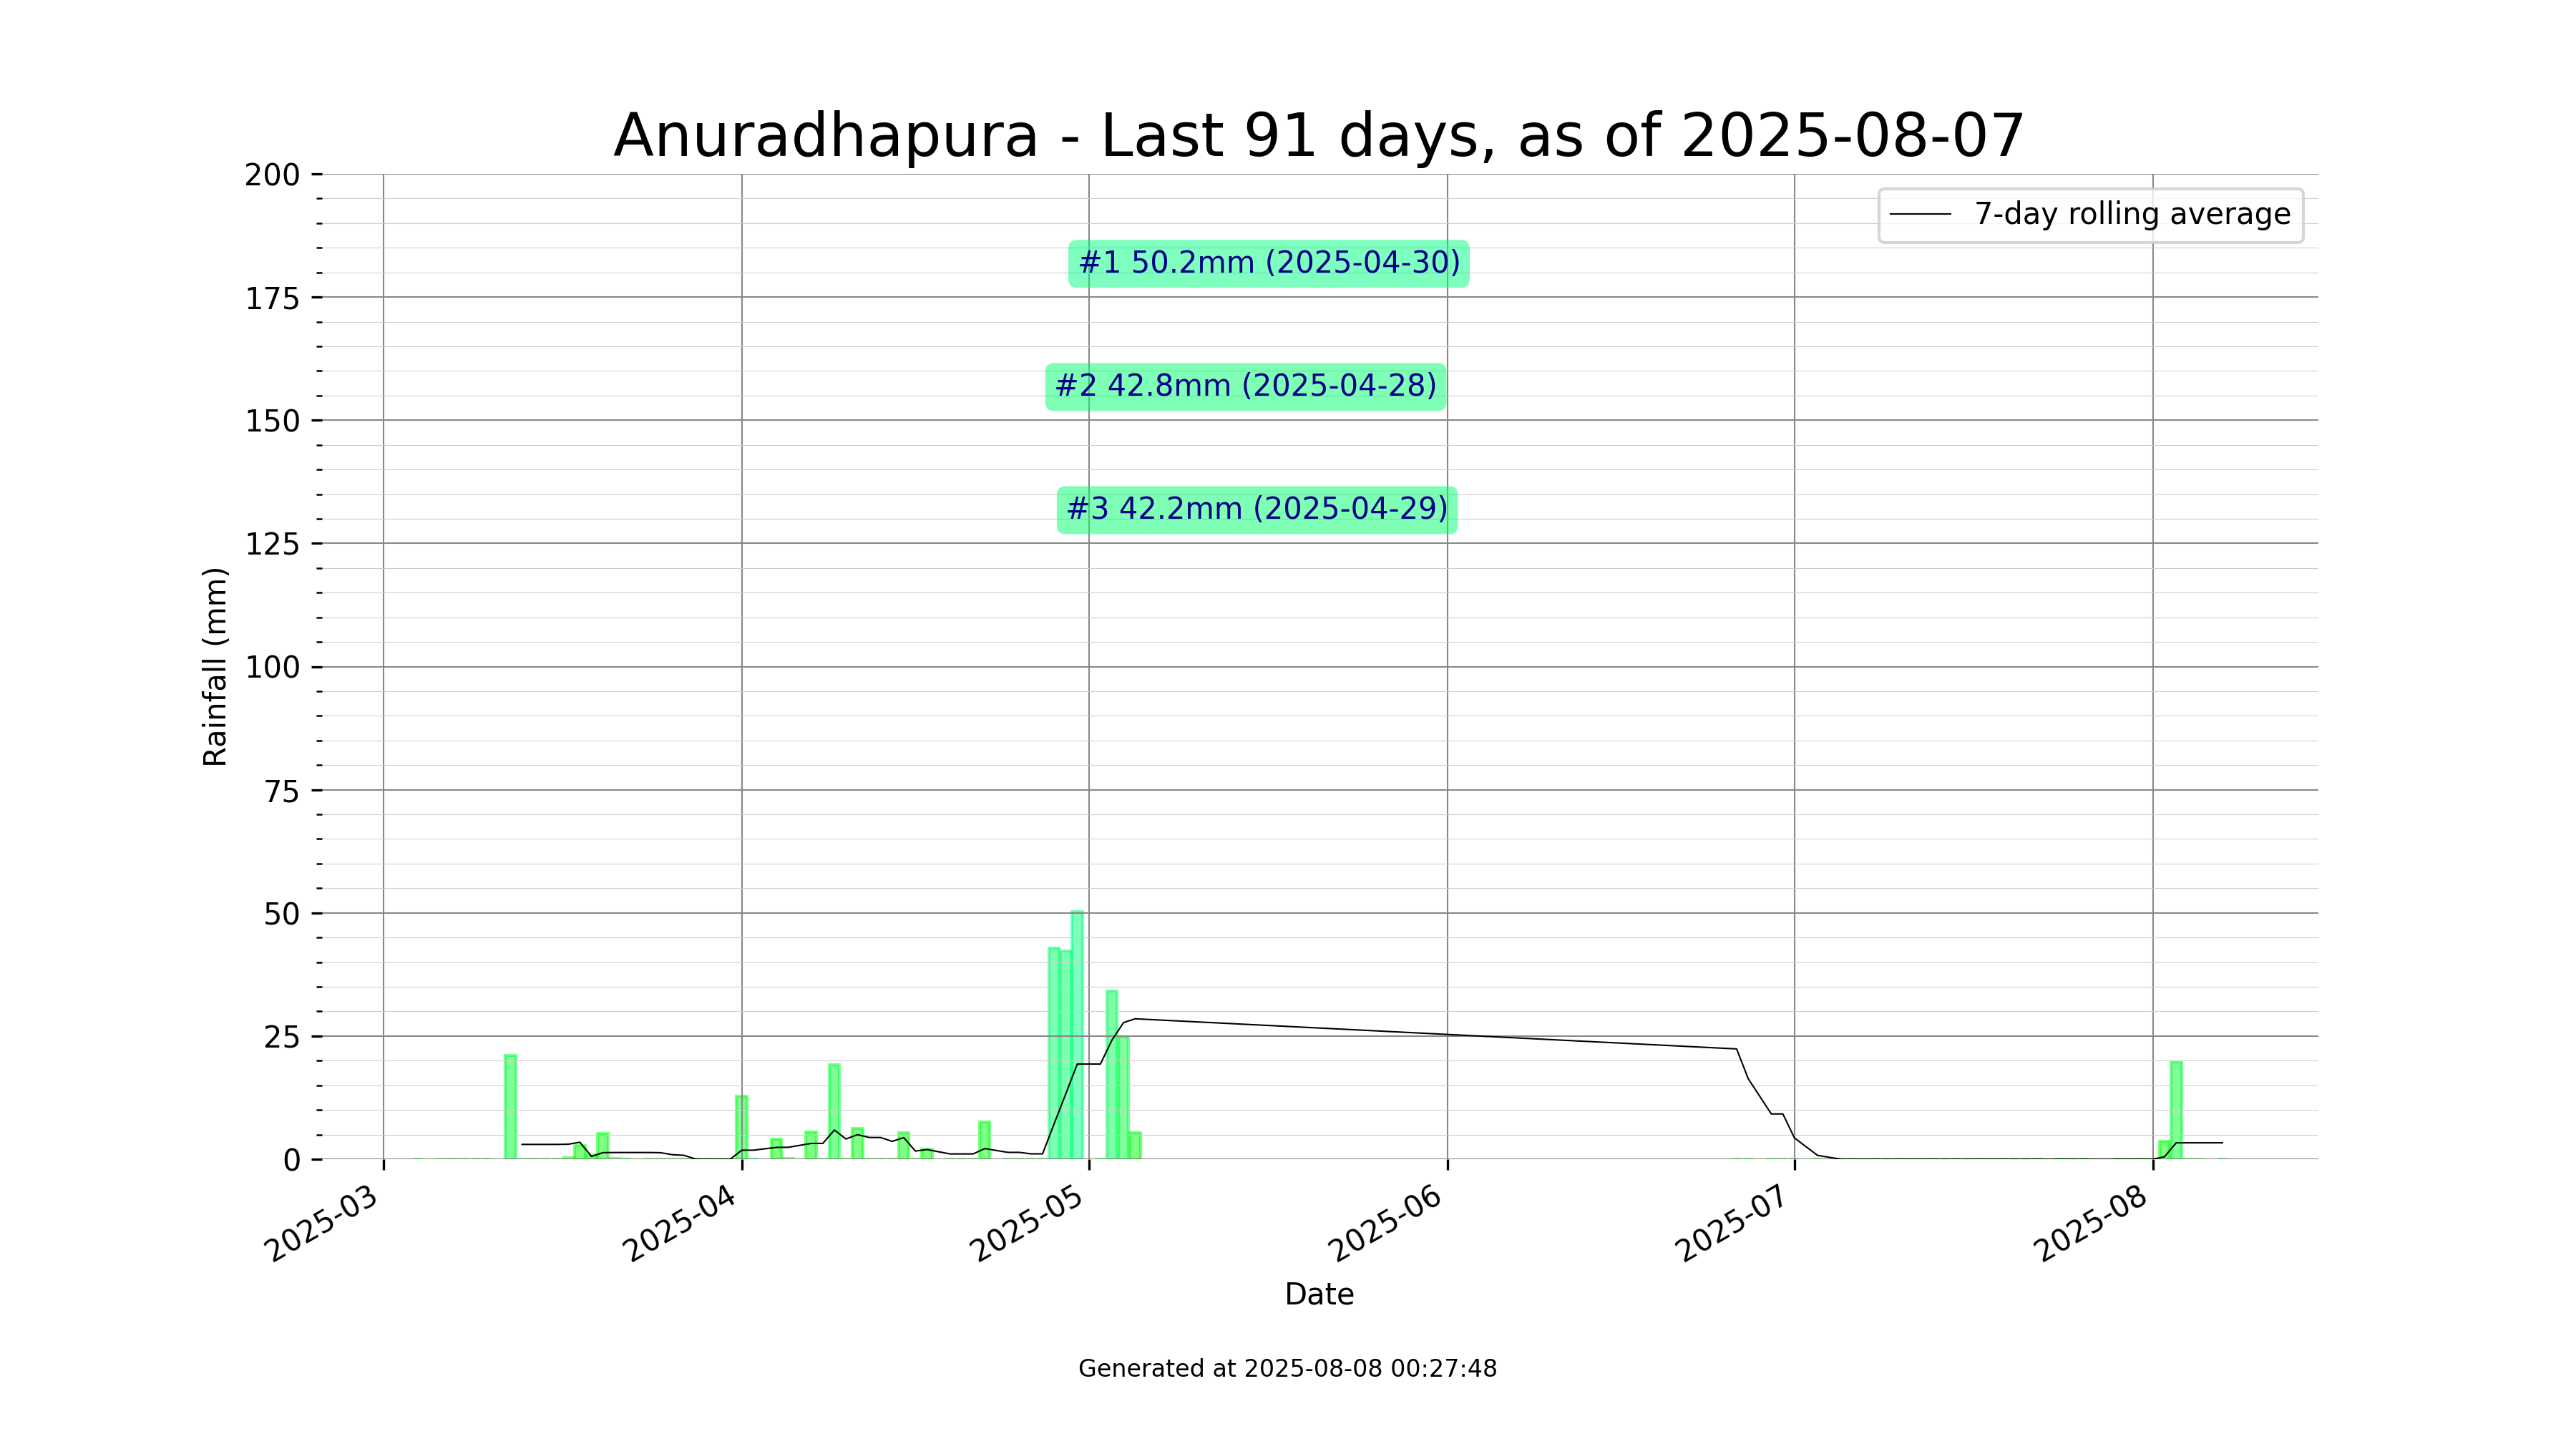 Anuradhapura - Last 91 days, as of 2025-08-07
7-day rolling average
#1 50.2mm (2025-04-30)
#2 42.8mm (2025-04-28)
#3 42.2mm (2025-04-29)
Rainfall (mm)
200
175
150
125
100
75
50
25
0
2025-03
2025-04
2025-05
2025-06
2025-07
2025-08
Date
Generated at 2025-08-08 00:27:48